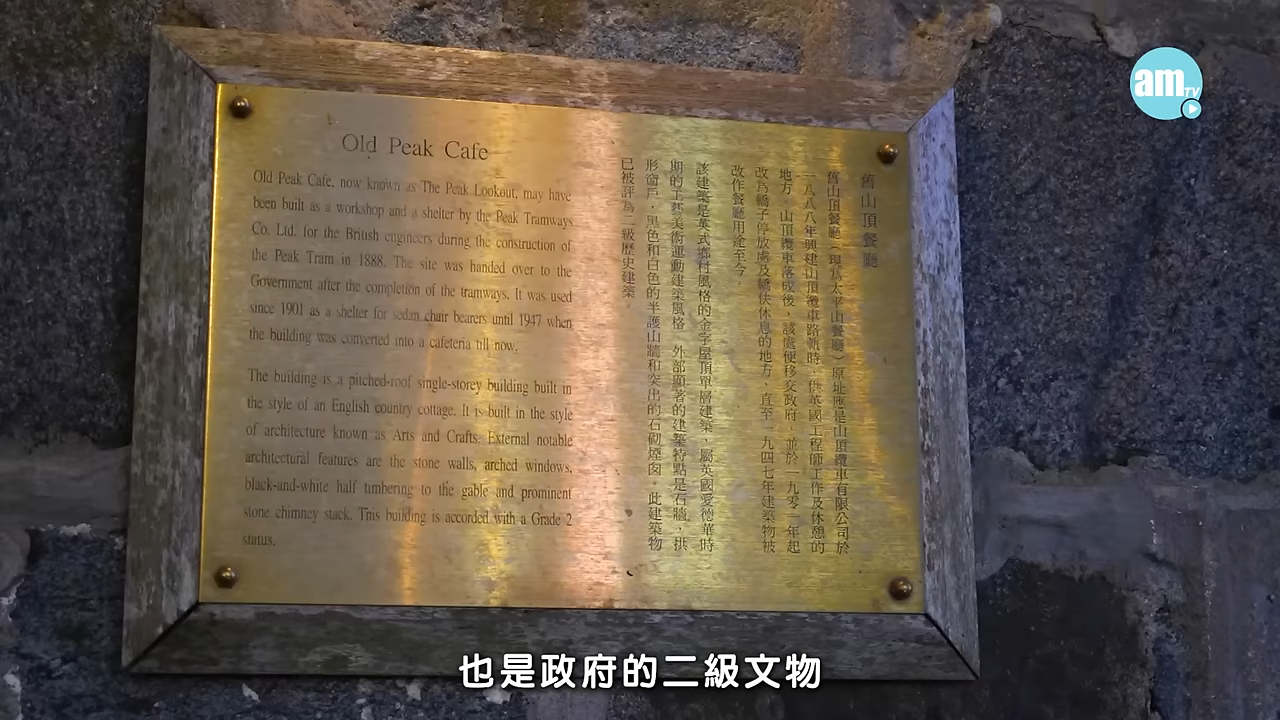 amTV
Old Peak Cafe
Old Peak Cafe, now known as The Peak Lookout, may have
been built as a workshop and a shelter by the Peak Tramways
Co. Ltd. for the British engineers during the construction of
the Peak Tram in 1888. The site was handed over to the
Government after the completion of the tramways. It was used
since 1901 as a shelter for sedan chair bearers until 1947 when
the building was converted into a cafeteria till now.
The building is a pitched-roof single-storey building built in
the style of an English country cottage. It is built in the style
of architecture known as Arts and Crafts. External notable
architectural features are the stone walls, arched windows,
black-and-white half timbering to the gable and prominent
stone chimney stack. This building is accorded with a Grade 2
status.
舊山頂餐廳
舊山頂餐廳（現為太平山餐廳）原址應是山頂纜車有限公司於
一八八八年興建山頂纜車路軌時，供英國工程師工作及休憩的
地方。山頂纜車落成後，該處便移交政府，並於一九零一年起
改為轎子停放處及轎伕休息的地方、直至一九四七年建築物被
改作餐廳用途至今。
該建築是英式鄉村風格的金字屋頂單層建築、屬英國愛德華時
期的工藝美術運動建築風格。外部顯著的建築特點是石牆，拱
形窗戶，黑色和白色的半護山牆和突出的石砌煙囪。此建築物
已被評為二級歷史建築。
也是政府的二級文物